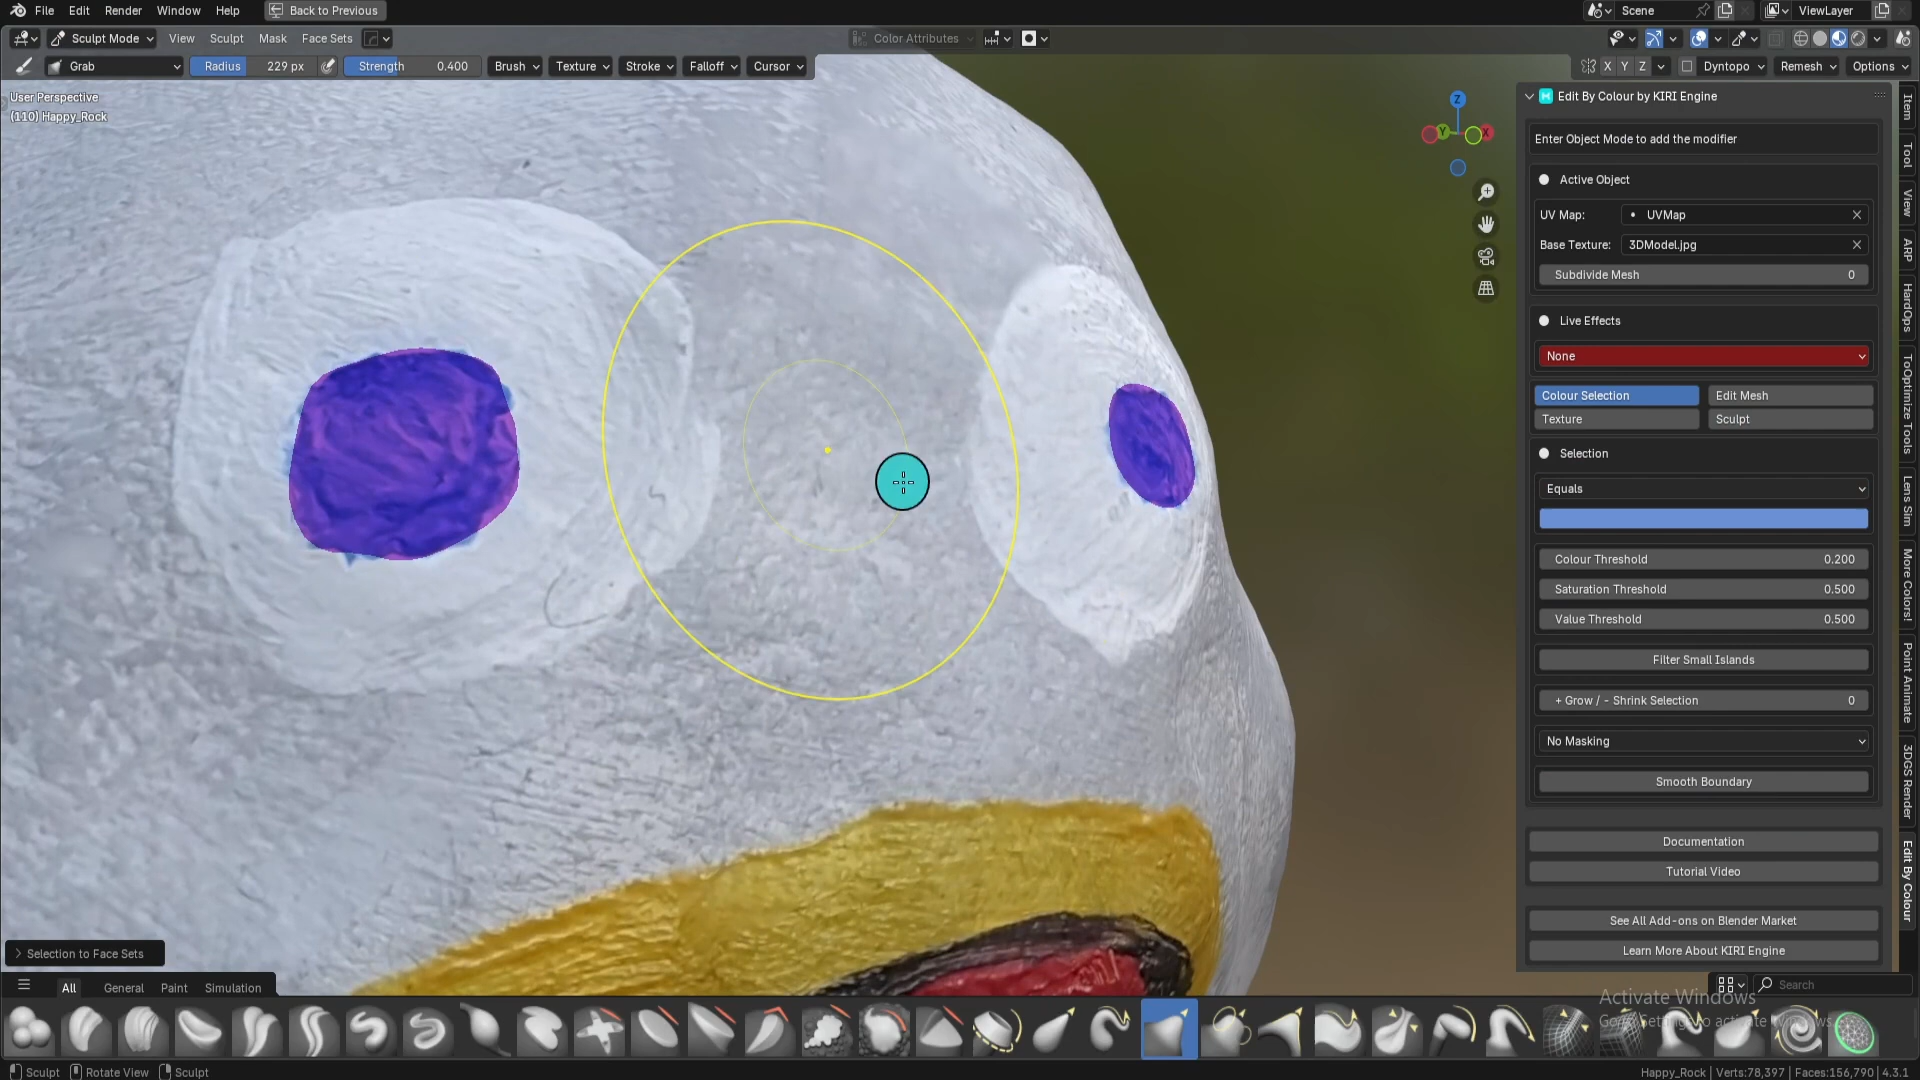 File Edit Render Window Help Back to Previous Scene ViewLayer
Sculpt Mode View Sculpt Mask Face Sets Color Attributes
Grab Radius 229 px Strength 0.400 Brush Texture Stroke Falloff Cursor X Y Z Dyntopo Remesh Options
User Perspective
(110) Happy_Rock
Z
Y
X
Edit By Colour by KIRI Engine
Enter Object Mode to add the modifier
Active Object
UV Map: UVMap
Base Texture: 3DModel.jpg
Subdivide Mesh 0
Live Effects
None
Colour Selection Edit Mesh
Texture Sculpt
Selection
Equals
Colour Threshold 0.200
Saturation Threshold 0.500
Value Threshold 0.500
Filter Small Islands
+ Grow / - Shrink Selection 0
No Masking
Smooth Boundary
Documentation
Tutorial Video
See All Add-ons on Blender Market
Learn More About KIRI Engine
Item
Tool
View
ARP
HardOps
ToOptimize Tools
Lens Sim
More Colors!
Point Animate
3DGS Render
Edit By Colour
Selection to Face Sets
All General Paint Simulation
Search
Activate Windows
Go to Settings to activate Windows.
Sculpt Rotate View Sculpt
Happy_Rock | Verts:78,397 | Faces:156,790 | 4.3.1